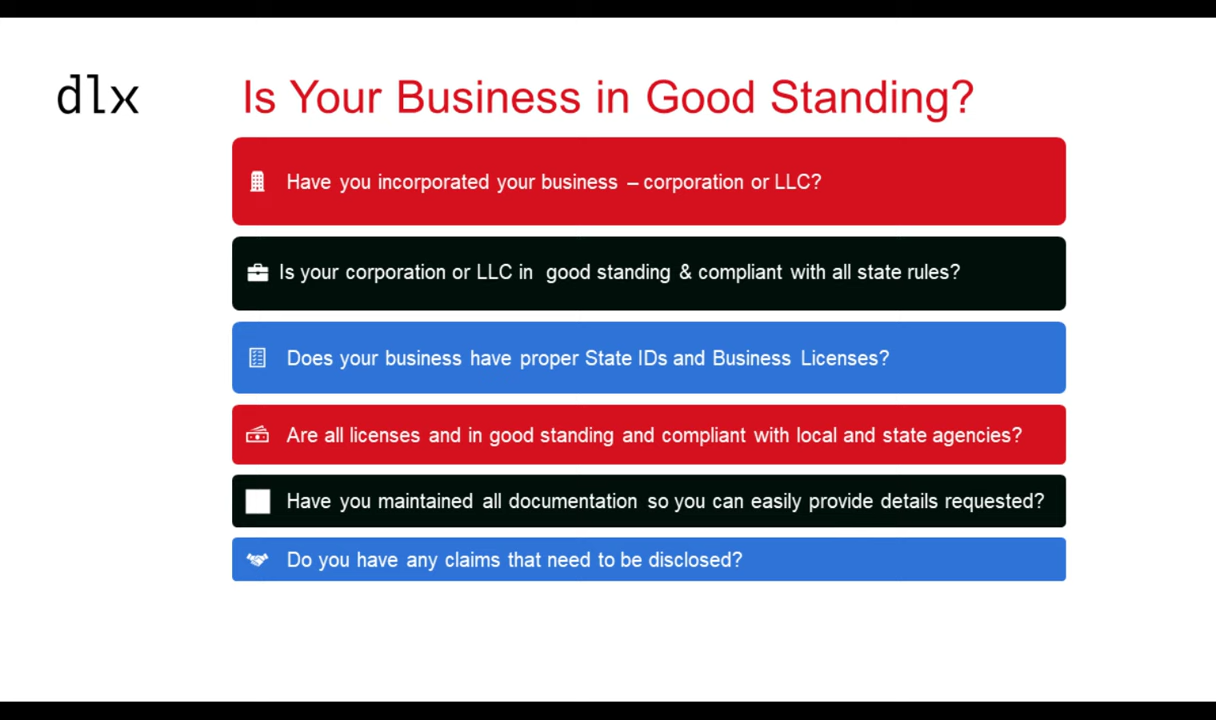 dlx
Is Your Business in Good Standing?
Have you incorporated your business – corporation or LLC?
Is your corporation or LLC in good standing & compliant with all state rules?
Does your business have proper State IDs and Business Licenses?
Are all licenses and in good standing and compliant with local and state agencies?
Have you maintained all documentation so you can easily provide details requested?
Do you have any claims that need to be disclosed?